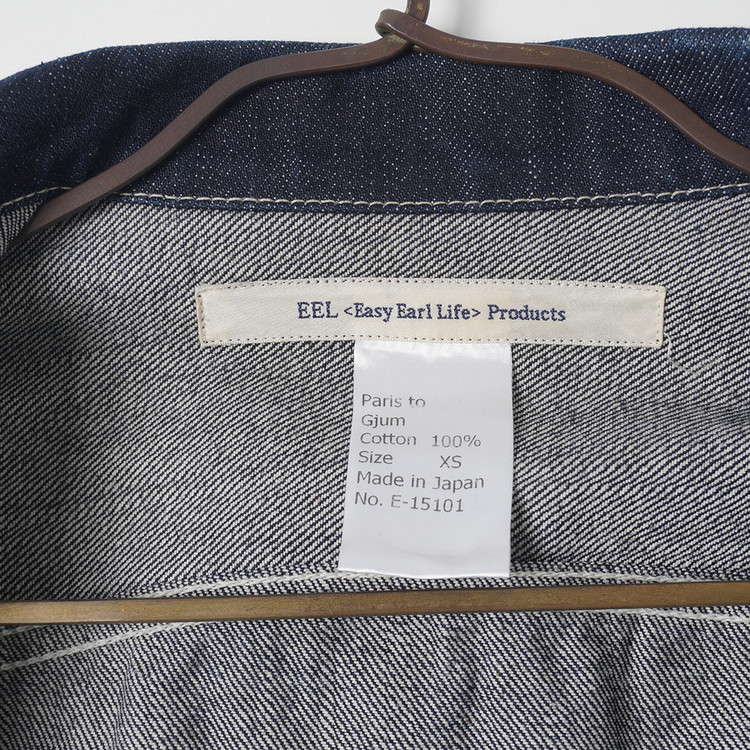 EEL <Easy Earl Life> Products
Paris to
Gjum
Cotton 100%
Size XS
Made in Japan
No. E-15101